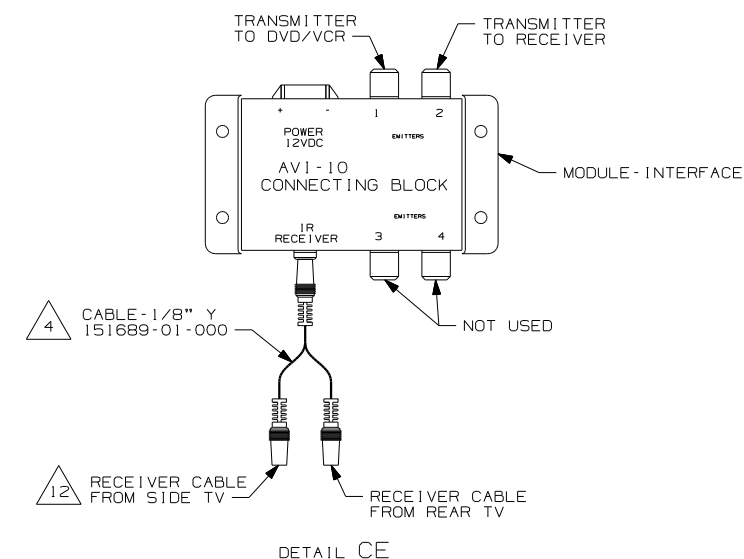 TRANSMITTER
TO DVD/VCR
TRANSMITTER
TO RECEIVER
+ -
POWER
12VDC
1
EMITTERS
2
AVI-10
CONNECTING BLOCK
MODULE-INTERFACE
IR
RECEIVER
EMITTERS
3
4
NOT USED
4
CABLE-1/8" Y
151689-01-000
12
RECEIVER CABLE
FROM SIDE TV
RECEIVER CABLE
FROM REAR TV
DETAIL CE